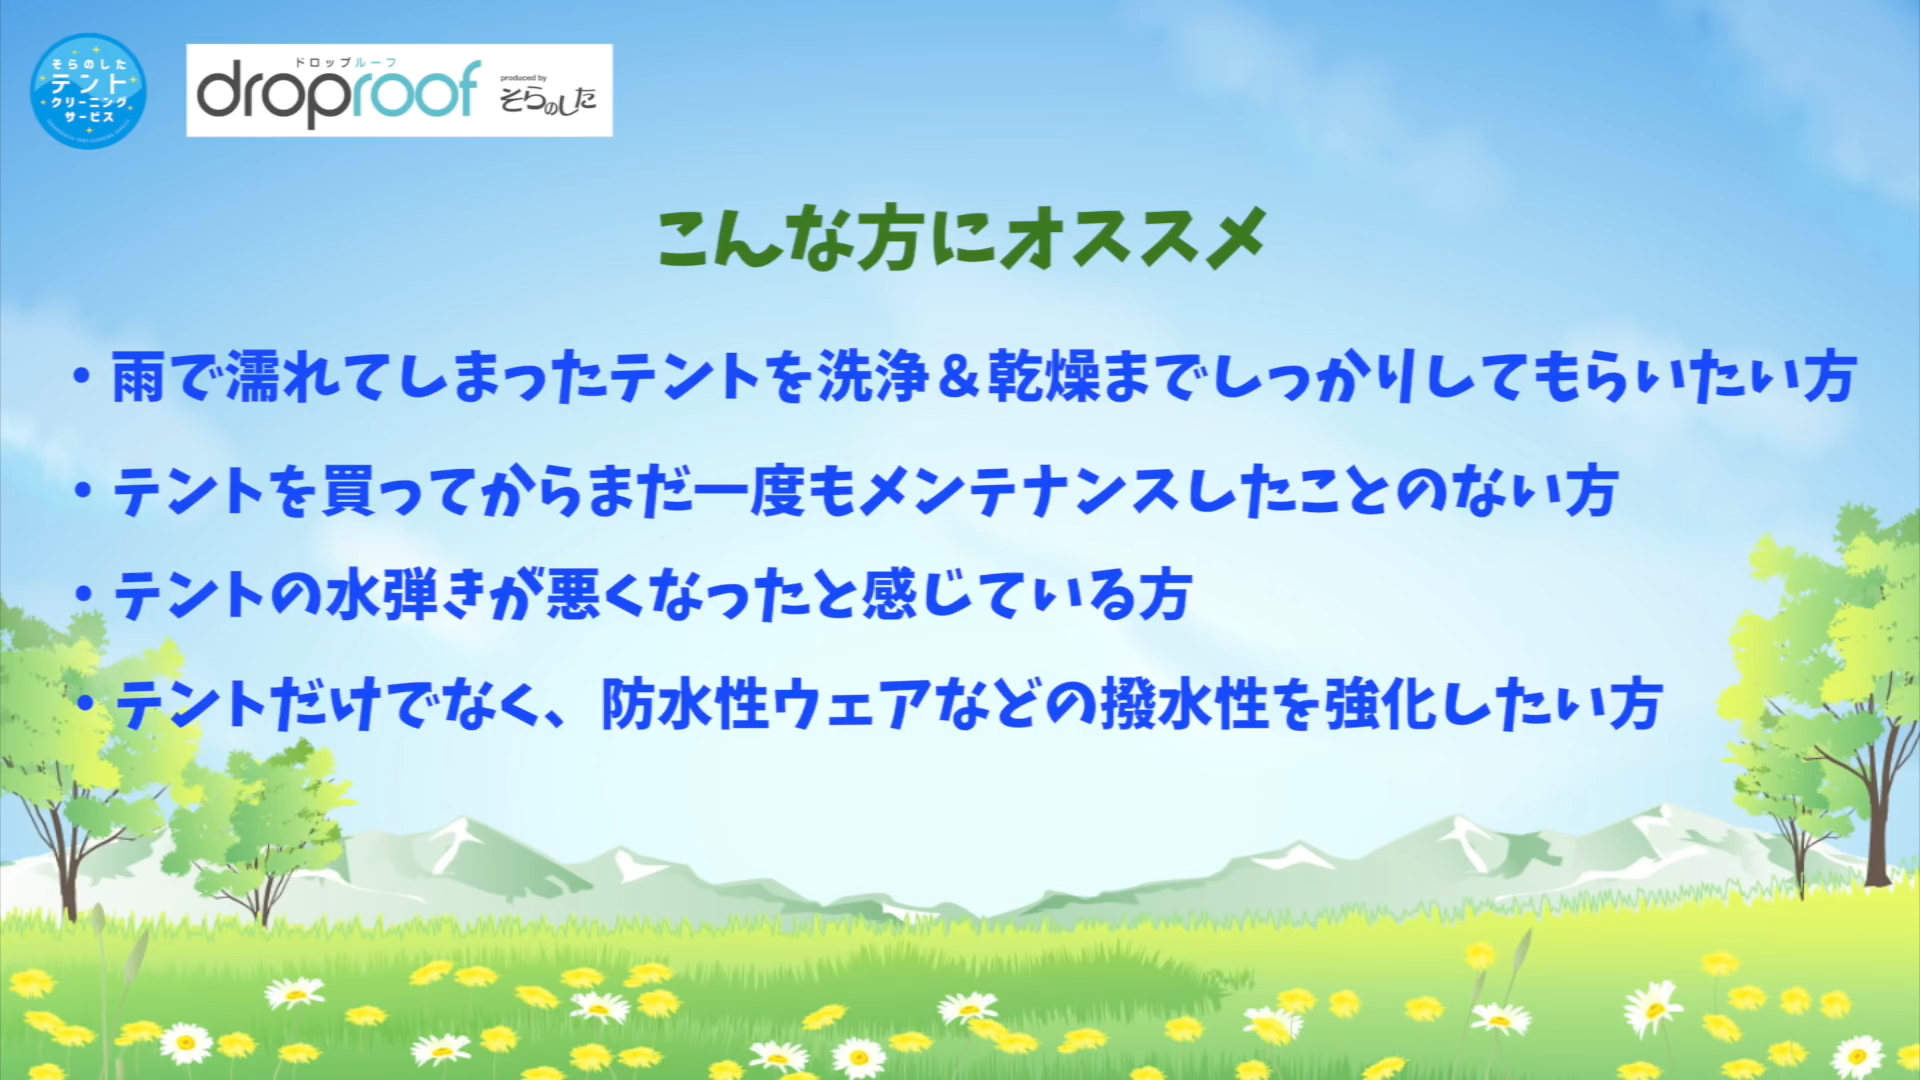 そらのした
テント
クリーニング
サービス
ドロップルーフ
droproof
produced by
そらのした
こんな方にオススメ
・雨で濡れてしまったテントを洗浄＆乾燥までしっかりしてもらいたい方
・テントを買ってからまだ一度もメンテナンスしたことのない方
・テントの水弾きが悪くなったと感じている方
・テントだけでなく、防水性ウェアなどの撥水性を強化したい方